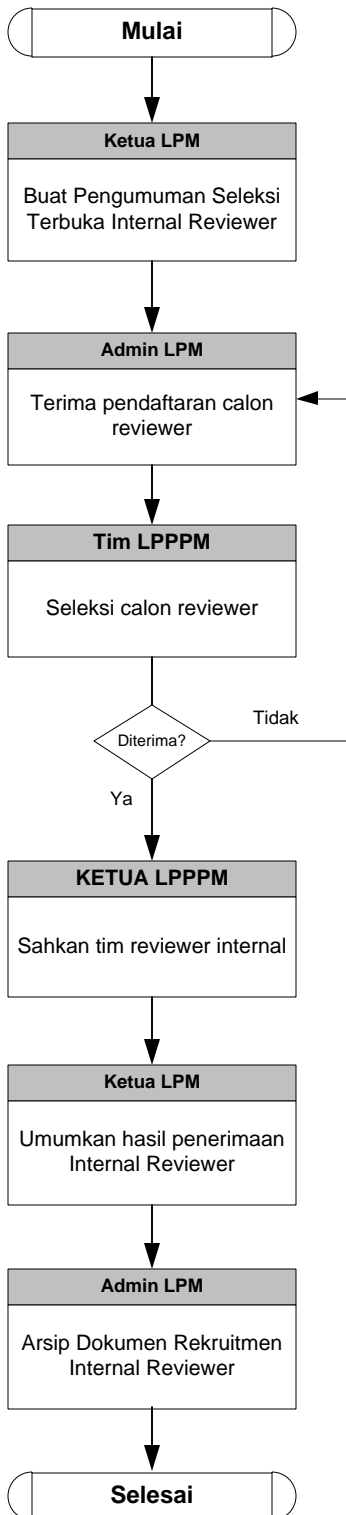 Mulai
Ketua LPM
Buat Pengumuman Seleksi
Terbuka Internal Reviewer
Admin LPM
Terima pendaftaran calon
reviewer
Tim LPPPM
Seleksi calon reviewer
Diterima?
Tidak
Ya
KETUA LPPPM
Sahkan tim reviewer internal
Ketua LPM
Umumkan hasil penerimaan
Internal Reviewer
Admin LPM
Arsip Dokumen Rekruitmen
Internal Reviewer
Selesai